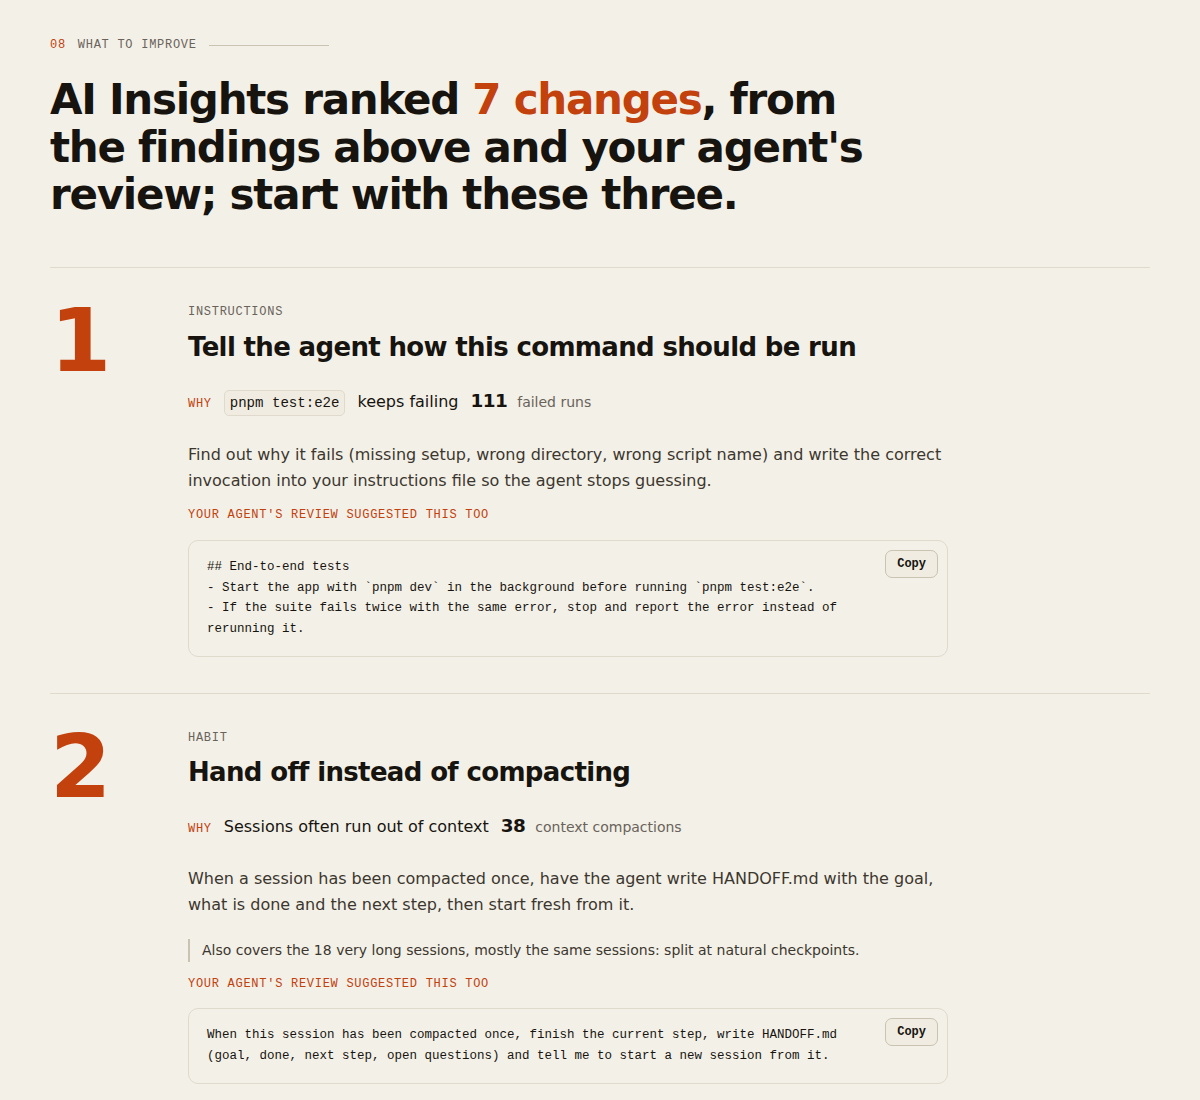 08 WHAT TO IMPROVE
AI Insights ranked 7 changes, from
the findings above and your agent's
review; start with these three.
1
INSTRUCTIONS
Tell the agent how this command should be run
WHY pnpm test:e2e keeps failing 111 failed runs
Find out why it fails (missing setup, wrong directory, wrong script name) and write the correct
invocation into your instructions file so the agent stops guessing.
YOUR AGENT'S REVIEW SUGGESTED THIS TOO
Copy
## End-to-end tests
- Start the app with `pnpm dev` in the background before running `pnpm test:e2e`.
- If the suite fails twice with the same error, stop and report the error instead of
rerunning it.
2
HABIT
Hand off instead of compacting
WHY Sessions often run out of context 38 context compactions
When a session has been compacted once, have the agent write HANDOFF.md with the goal,
what is done and the next step, then start fresh from it.
Also covers the 18 very long sessions, mostly the same sessions: split at natural checkpoints.
YOUR AGENT'S REVIEW SUGGESTED THIS TOO
Copy
When this session has been compacted once, finish the current step, write HANDOFF.md
(goal, done, next step, open questions) and tell me to start a new session from it.